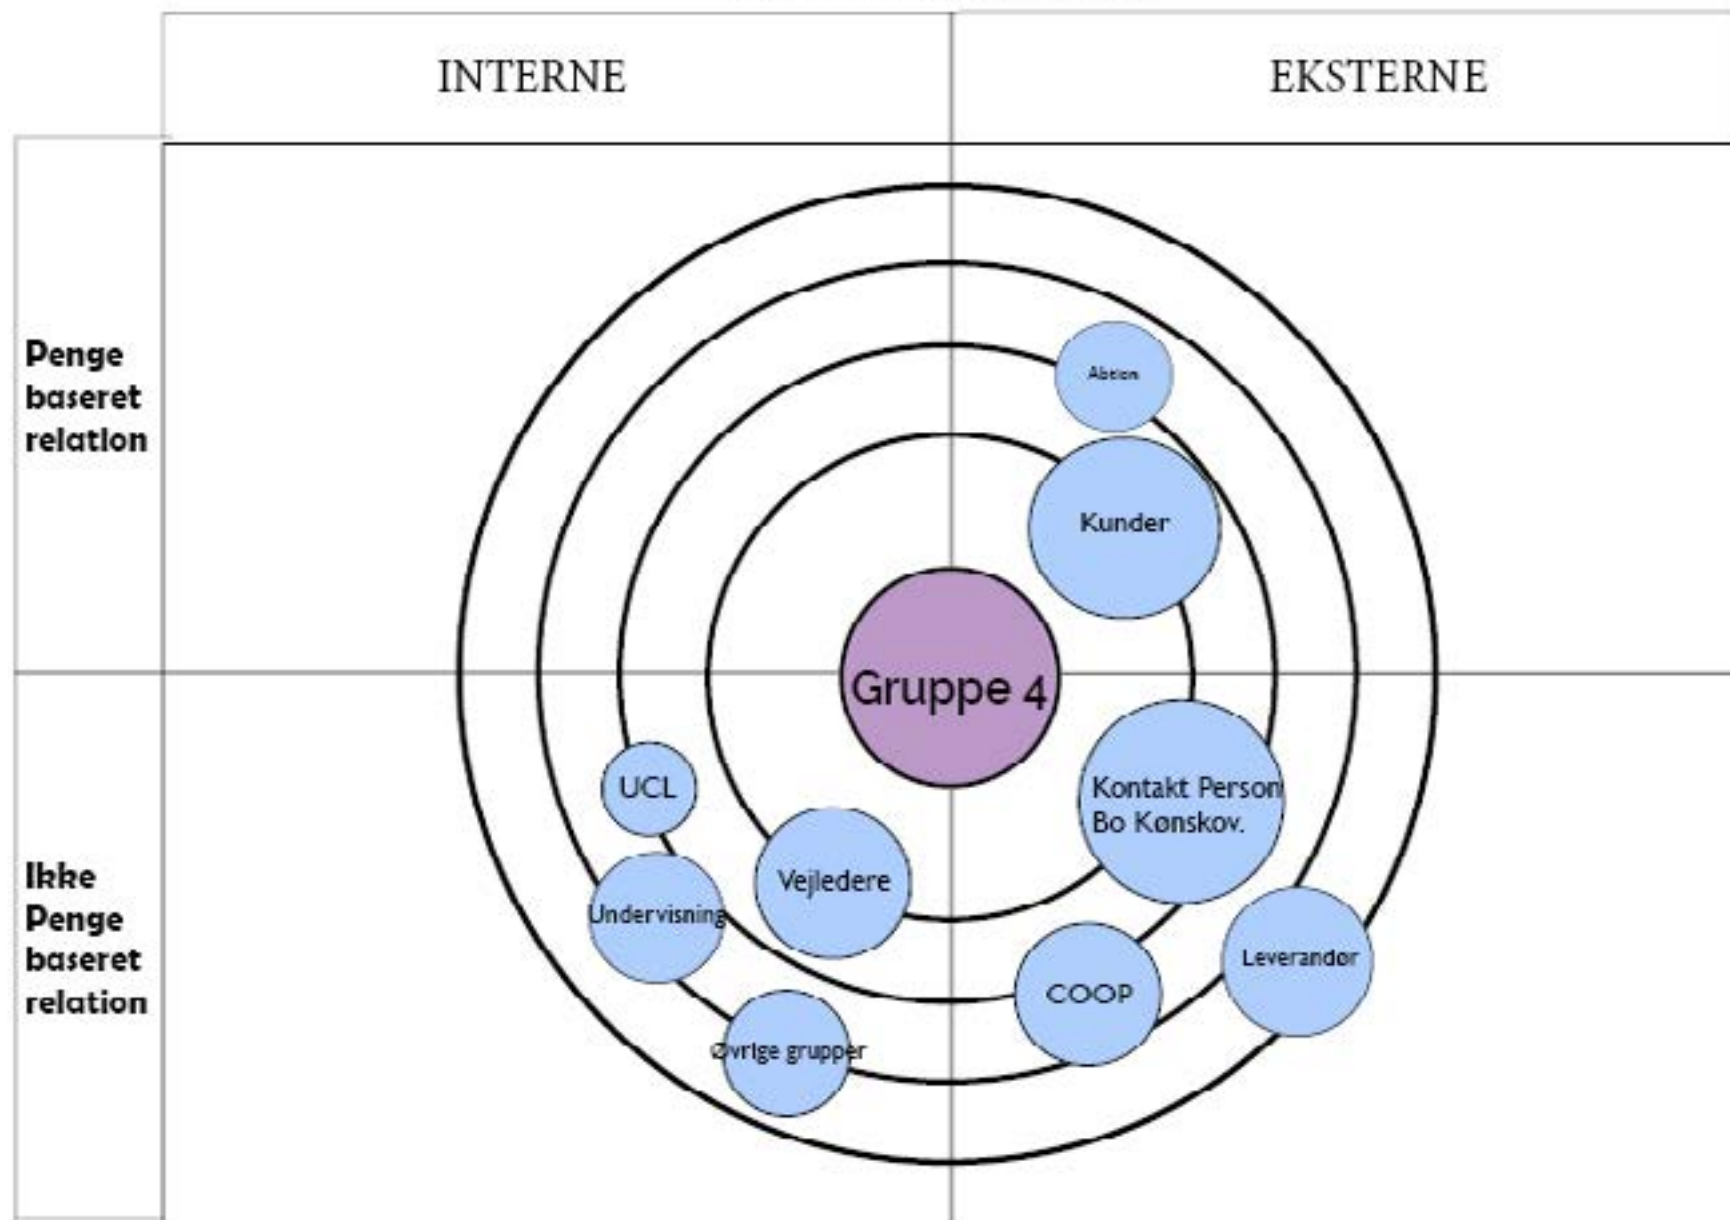 INTERNE
EKSTERNE
Penge
baseret
relation
Kunder
Gruppe 4
Ikke
Penge
baseret
relation
UCL
Vejledere
Undervisning
Øvrige grupper
Kontakt Person
Bo Kønskov.
COOP
Leverandør